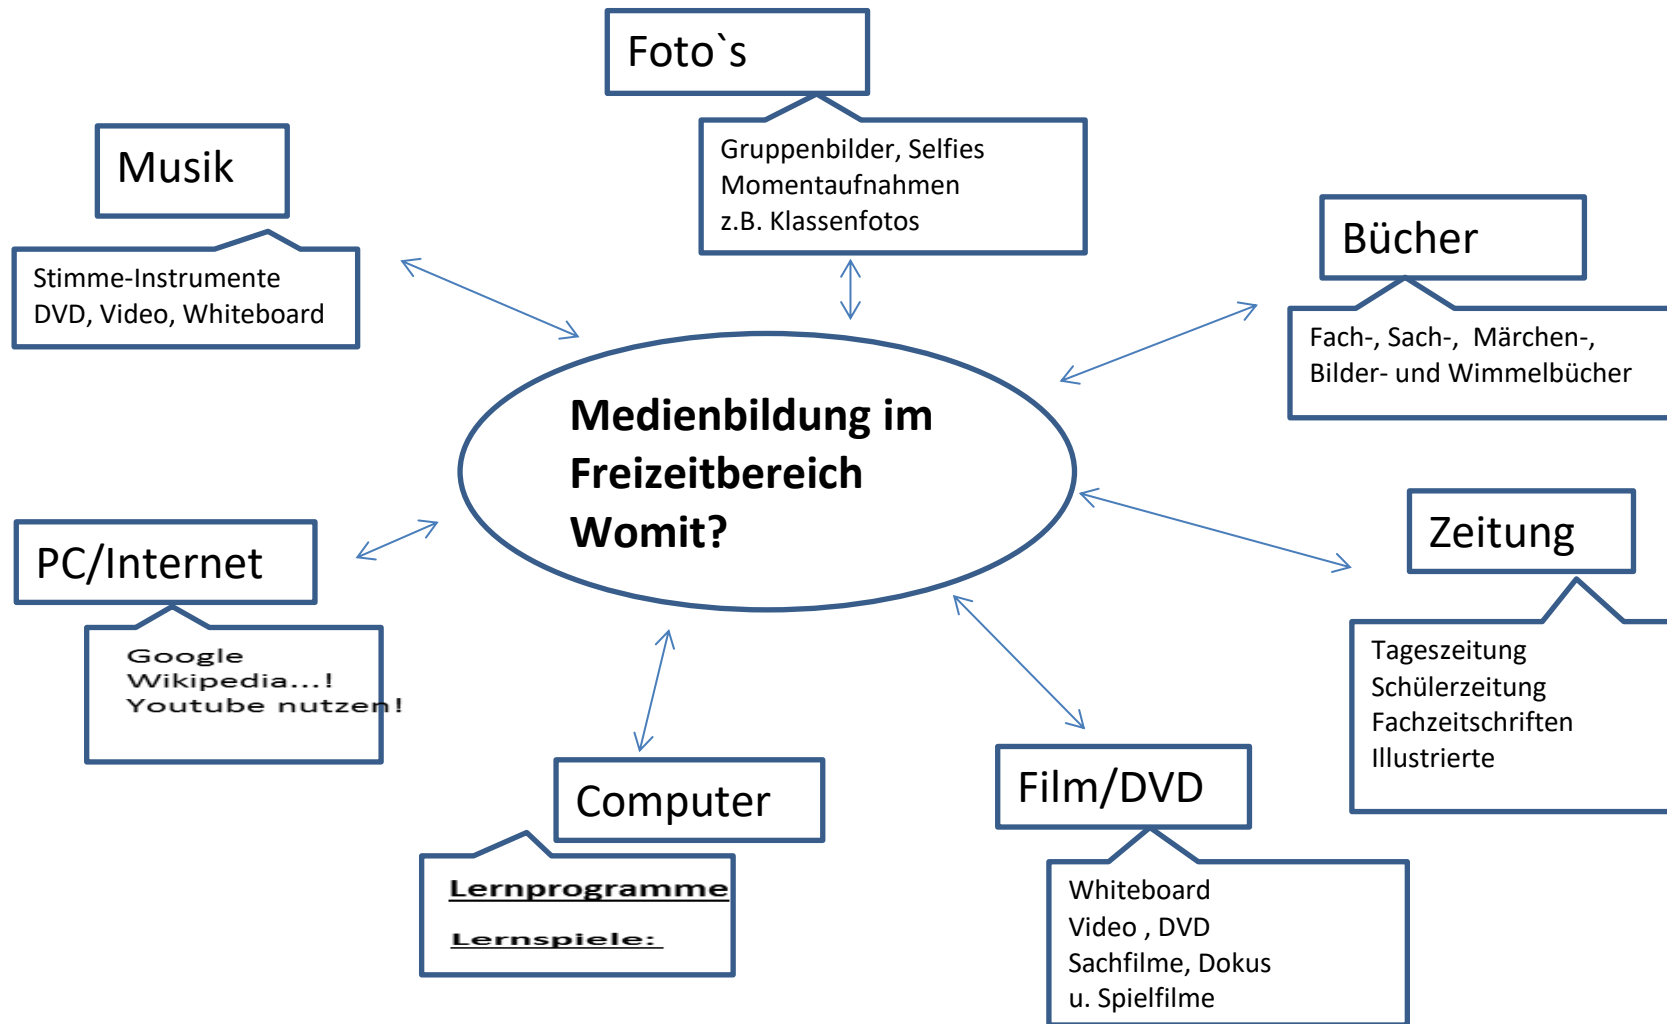 Foto`s
Gruppenbilder, Selfies
Momentaufnahmen
z.B. Klassenfotos
Musik
Stimme-Instrumente
DVD, Video, Whiteboard
Bücher
Fach-, Sach-, Märchen-,
Bilder- und Wimmelbücher
Medienbildung im
Freizeitbereich
Womit?
PC/Internet
Google
Wikipedia...!
Youtube nutzen!
Zeitung
Tageszeitung
Schülerzeitung
Fachzeitschriften
Illustrierte
Computer
Lernprogramme
Lernspiele:
Film/DVD
Whiteboard
Video , DVD
Sachfilme, Dokus
u. Spielfilme